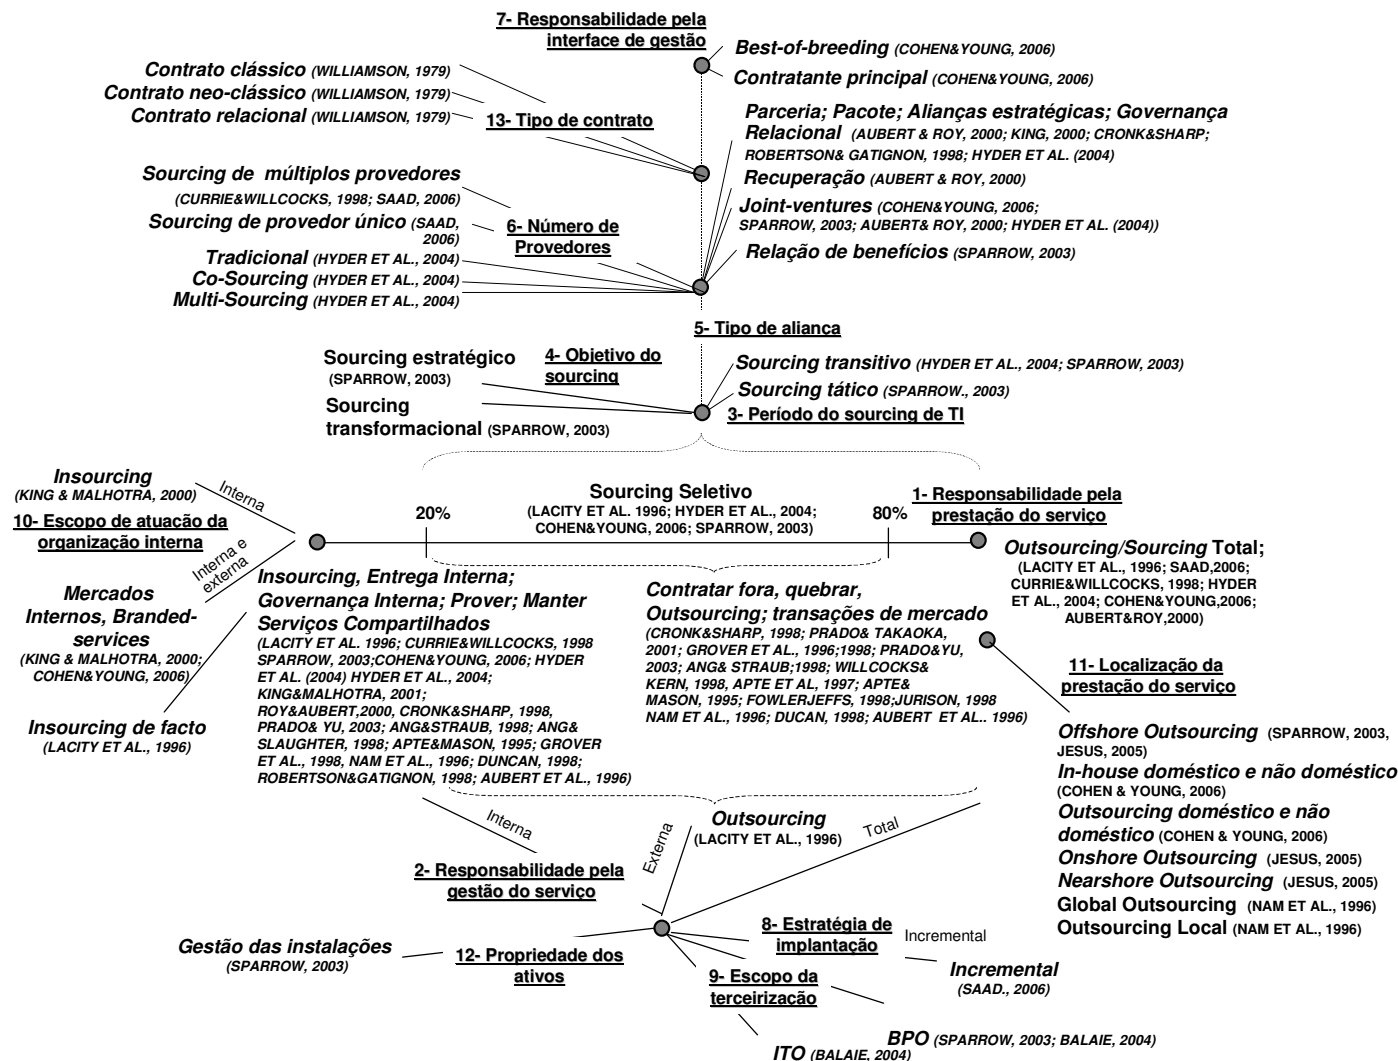 7- Responsabilidade pela
interface de gestão
Best-of-breeding (COHEN&YOUNG, 2006)
Contratante principal (COHEN&YOUNG, 2006)
Contrato clássico (WILLIAMSON, 1979)
Contrato neo-clássico (WILLIAMSON, 1979)
Contrato relacional (WILLIAMSON, 1979)
13- Tipo de contrato
Parceria; Pacote; Alianças estratégicas; Governança
Relacional (AUBERT & ROY, 2000; KING, 2000; CRONK&SHARP;
ROBERTSON& GATIGNON, 1998; HYDER ET AL. (2004)
Recuperação (AUBERT & ROY, 2000)
Joint-ventures (COHEN&YOUNG, 2006;
SPARROW, 2003; AUBERT& ROY, 2000; HYDER ET AL. (2004))
Relação de benefícios (SPARROW, 2003)
Sourcing de múltiplos provedores
(CURRIE&WILLCOCKS, 1998; SAAD, 2006)
Sourcing de provedor único (SAAD,
2006)
6- Número de
Provedores
Tradicional (HYDER ET AL., 2004)
Co-Sourcing (HYDER ET AL., 2004)
Multi-Sourcing (HYDER ET AL., 2004)
5- Tipo de aliança
Sourcing estratégico
(SPARROW, 2003)
4- Objetivo do
sourcing
Sourcing
transformacional (SPARROW, 2003)
Sourcing transitivo (HYDER ET AL., 2004; SPARROW, 2003)
Sourcing tático (SPARROW., 2003)
3- Período do sourcing de TI
Insourcing
(KING & MALHOTRA, 2000)
Interna
10- Escopo de atuação da
organização interna
Interna e
externa
Mercados
Internos, Branded-
services
(KING & MALHOTRA, 2000;
COHEN&YOUNG, 2006)
Insourcing de facto
(LACITY ET AL., 1996)
20%
Sourcing Seletivo
(LACITY ET AL. 1996; HYDER ET AL., 2004;
COHEN&YOUNG, 2006; SPARROW, 2003)
80%
1- Responsabilidade pela
prestação do serviço
Outsourcing/Sourcing Total;
(LACITY ET AL., 1996; SAAD,2006;
CURRIE&WILLCOCKS, 1998; HYDER
ET AL., 2004; COHEN&YOUNG,2006;
AUBERT&ROY,2000)
Insourcing, Entrega Interna;
Governança Interna; Prover; Manter
Serviços Compartilhados
(LACITY ET AL. 1996; CURRIE&WILLCOCKS, 1998
SPARROW, 2003;COHEN&YOUNG, 2006; HYDER
ET AL. (2004) HYDER ET AL., 2004;
KING&MALHOTRA, 2001;
ROY&AUBERT,2000, CRONK&SHARP, 1998,
PRADO& YU, 2003; ANG&STRAUB, 1998; ANG&
SLAUGHTER, 1998; APTE&MASON, 1995; GROVER
ET AL., 1998, NAM ET AL., 1996; DUNCAN, 1998;
ROBERTSON&GATIGNON, 1998; AUBERT ET AL., 1996)
Contratar fora, quebrar,
Outsourcing; transações de mercado
(CRONK&SHARP, 1998; PRADO& TAKAOKA,
2001; GROVER ET AL., 1996;1998; PRADO&YU,
2003; ANG& STRAUB;1998; WILLCOCKS&
KERN, 1998, APTE ET AL, 1997; APTE&
MASON, 1995; FOWLERJEFFS, 1998;JURISON, 1998
NAM ET AL., 1996; DUCAN, 1998; AUBERT ET AL.. 1996)
11- Localização da
prestação do serviço
Offshore Outsourcing (SPARROW, 2003,
JESUS, 2005)
In-house doméstico e não doméstico
(COHEN & YOUNG, 2006)
Outsourcing doméstico e não
doméstico (COHEN & YOUNG, 2006)
Onshore Outsourcing (JESUS, 2005)
Nearshore Outsourcing (JESUS, 2005)
Global Outsourcing (NAM ET AL., 1996)
Outsourcing Local (NAM ET AL., 1996)
Interna
Externa
Outsourcing
(LACITY ET AL., 1996)
Total
2- Responsabilidade pela
gestão do serviço
Gestão das instalações
(SPARROW, 2003)
12- Propriedade dos
ativos
8- Estratégia de
implantação
Incremental
Incremental
(SAAD., 2006)
9- Escopo da
terceirização
BPO (SPARROW, 2003; BALAIE, 2004)
ITO (BALAIE, 2004)